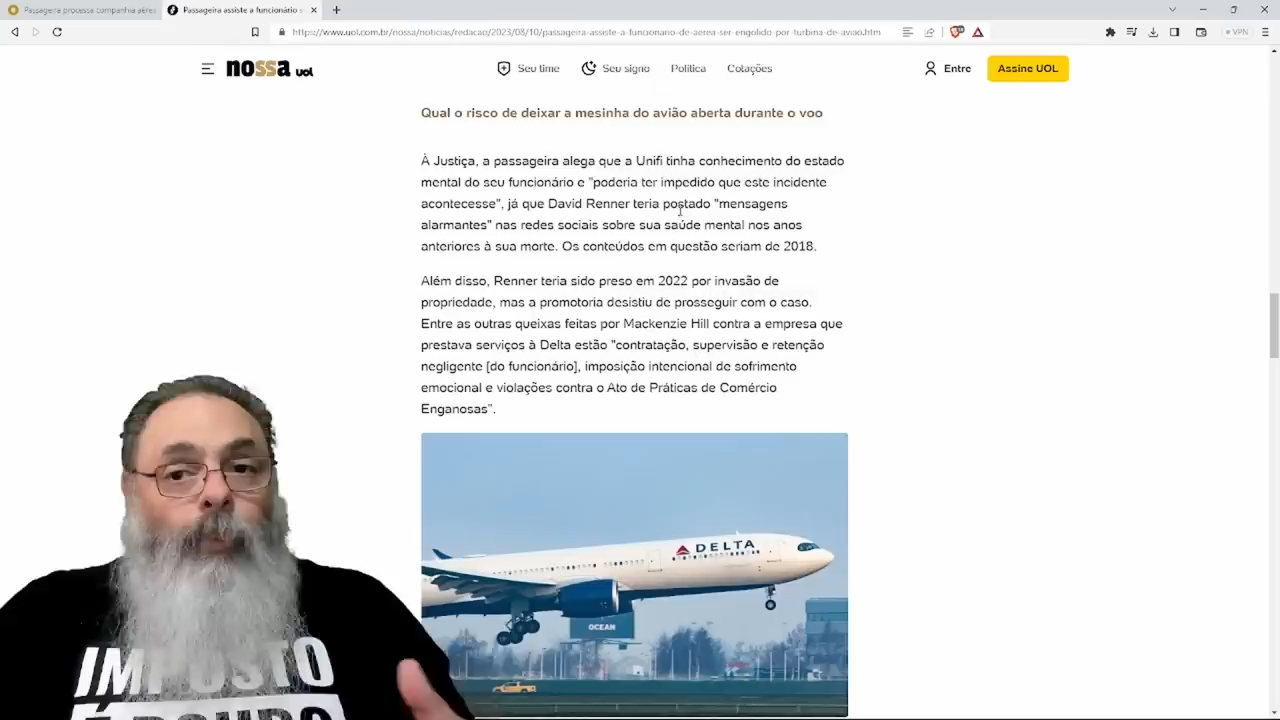 Passageira processa companhia aérea
Passageira assiste a funcionário e
https://www.uol.com.br/nossa/noticias/redacao/2023/08/10/passageira-assiste-a-funcionario-de-aerea-ser-engolido-por-turbina-de-aviao.htm
VPN
nossa uol
Seu time
Seu signo
Política
Cotações
Entre
Assine UOL
Qual o risco de deixar a mesinha do avião aberta durante o voo
À Justiça, a passageira alega que a Unifi tinha conhecimento do estado
mental do seu funcionário e "poderia ter impedido que este incidente
acontecesse", já que David Renner teria postado "mensagens
alarmantes" nas redes sociais sobre sua saúde mental nos anos
anteriores à sua morte. Os conteúdos em questão seriam de 2018.
Além disso, Renner teria sido preso em 2022 por invasão de
propriedade, mas a promotoria desistiu de prosseguir com o caso.
Entre as outras queixas feitas por Mackenzie Hill contra a empresa que
prestava serviços à Delta estão "contratação, supervisão e retenção
negligente [do funcionário], imposição intencional de sofrimento
emocional e violações contra o Ato de Práticas de Comércio
Enganosas".
DELTA
OCEAN
IMPOSTO
É ROUBO